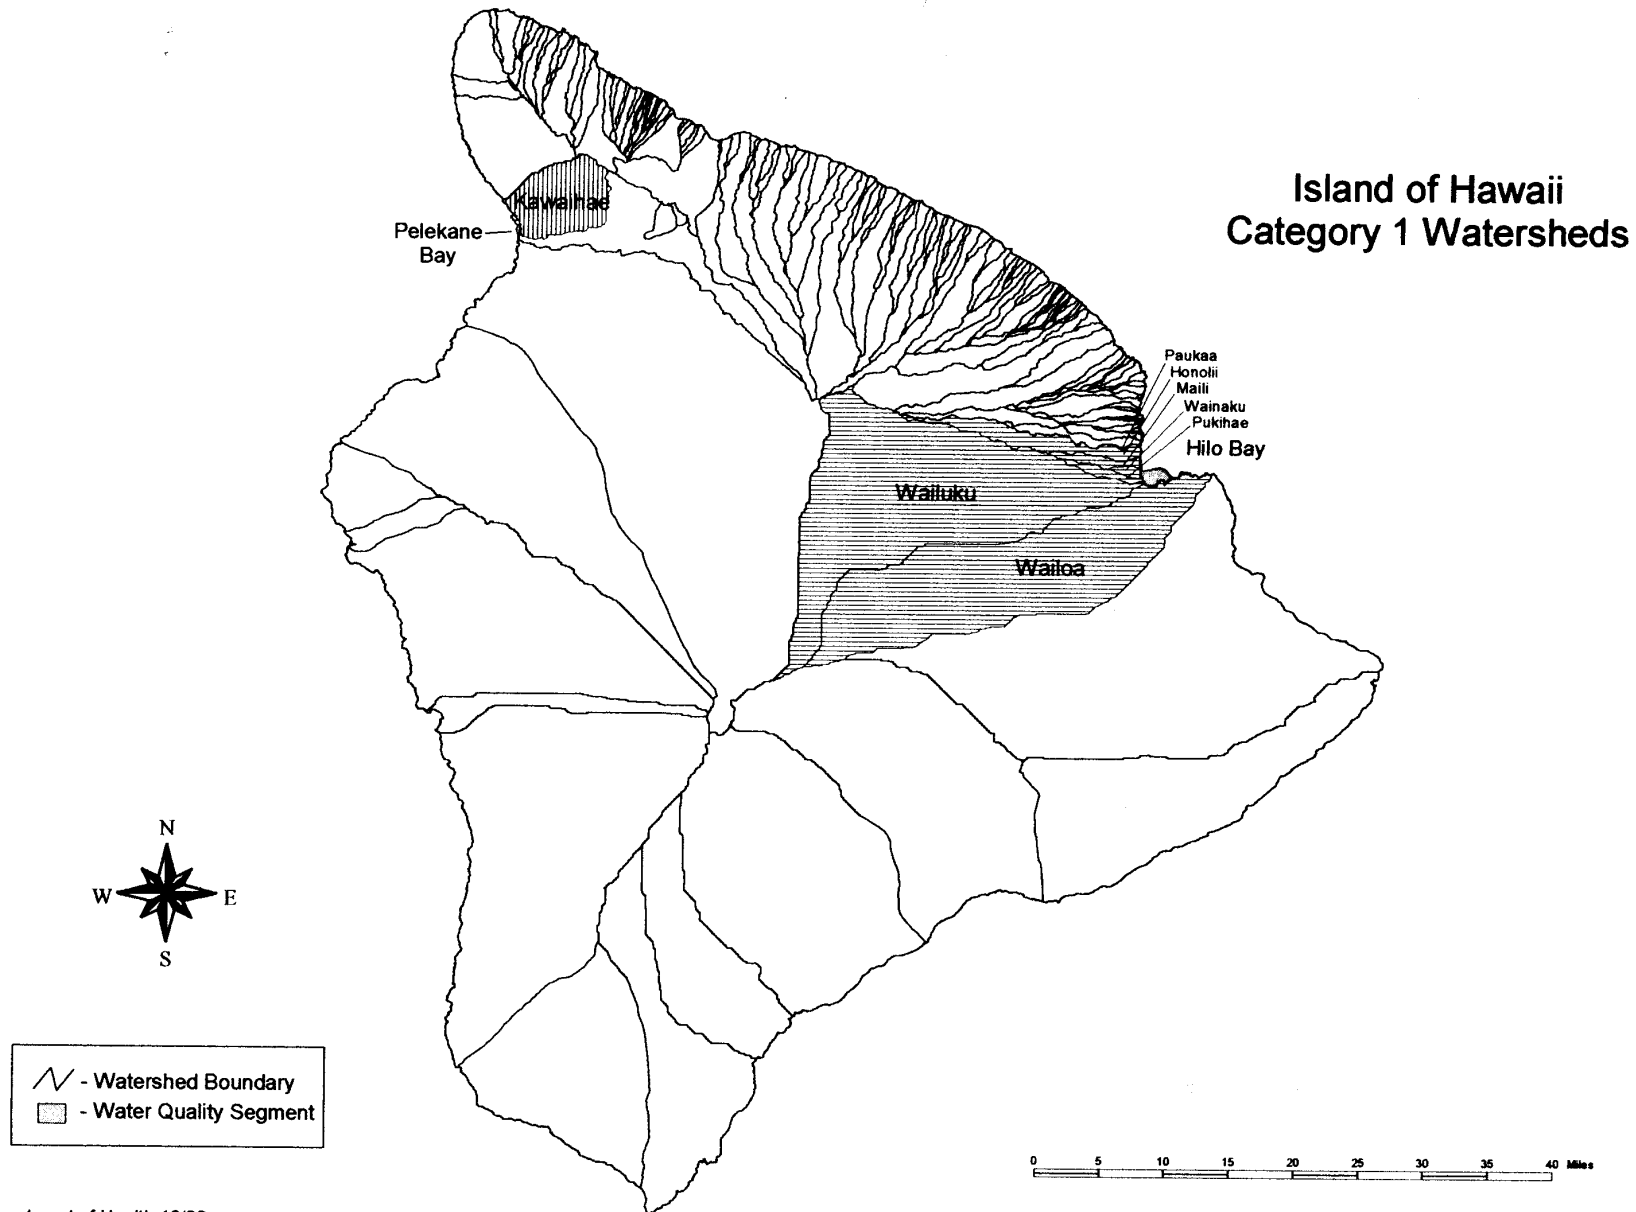 Island of Hawaii
Category 1 Watersheds
Kawaihae
Pelekane
Bay
Paukaa
Honolii
Maili
Wainaku
Pukihae
Hilo Bay
Wailuku
Wailoa
N
W E
S
- Watershed Boundary
- Water Quality Segment
0 5 10 15 20 25 30 35 40 Miles